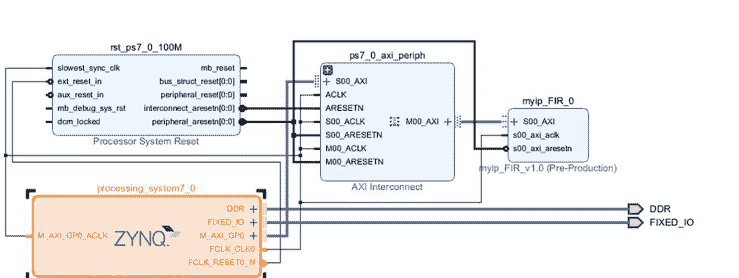 rst_ps7_0_100M
slowest_sync_clk
ext_reset_in
aux_reset_in
mb_debug_sys_rst
dcm_locked
mb_reset
bus_struct_reset[0:0]
peripheral_reset[0:0]
interconnect_aresetn[0:0]
peripheral_aresetn[0:0]
Processor System Reset
ps7_0_axi_periph
S00_AXI
ACLK
ARESETN
S00_ACLK
S00_ARESETN
M00_ACLK
M00_ARESETN
M00_AXI
AXI Interconnect
myip_FIR_0
S00_AXI
s00_axi_aclk
s00_axi_aresetn
myip_FIR_v1.0 (Pre-Production)
processing_system7_0
M_AXI_GP0_ACLK
ZYNQ
DDR
FIXED_IO
M_AXI_GP0
FCLK_CLK0
FCLK_RESET0_N
DDR
FIXED_IO